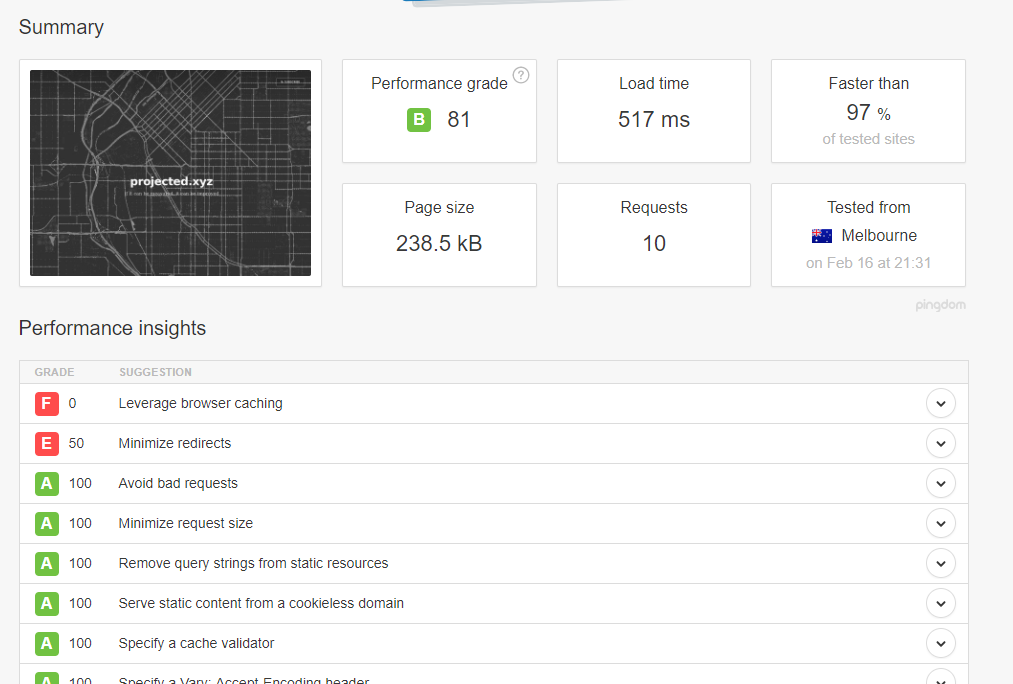 Summary
projected.xyz
Performance grade ?
B 81
Load time
517 ms
Faster than
97 %
of tested sites
Page size
238.5 kB
Requests
10
Tested from
Melbourne
on Feb 16 at 21:31
pingdom
Performance insights
GRADE SUGGESTION
F 0 Leverage browser caching
E 50 Minimize redirects
A 100 Avoid bad requests
A 100 Minimize request size
A 100 Remove query strings from static resources
A 100 Serve static content from a cookieless domain
A 100 Specify a cache validator
A 100 Specify a Vary: Accept-Encoding header